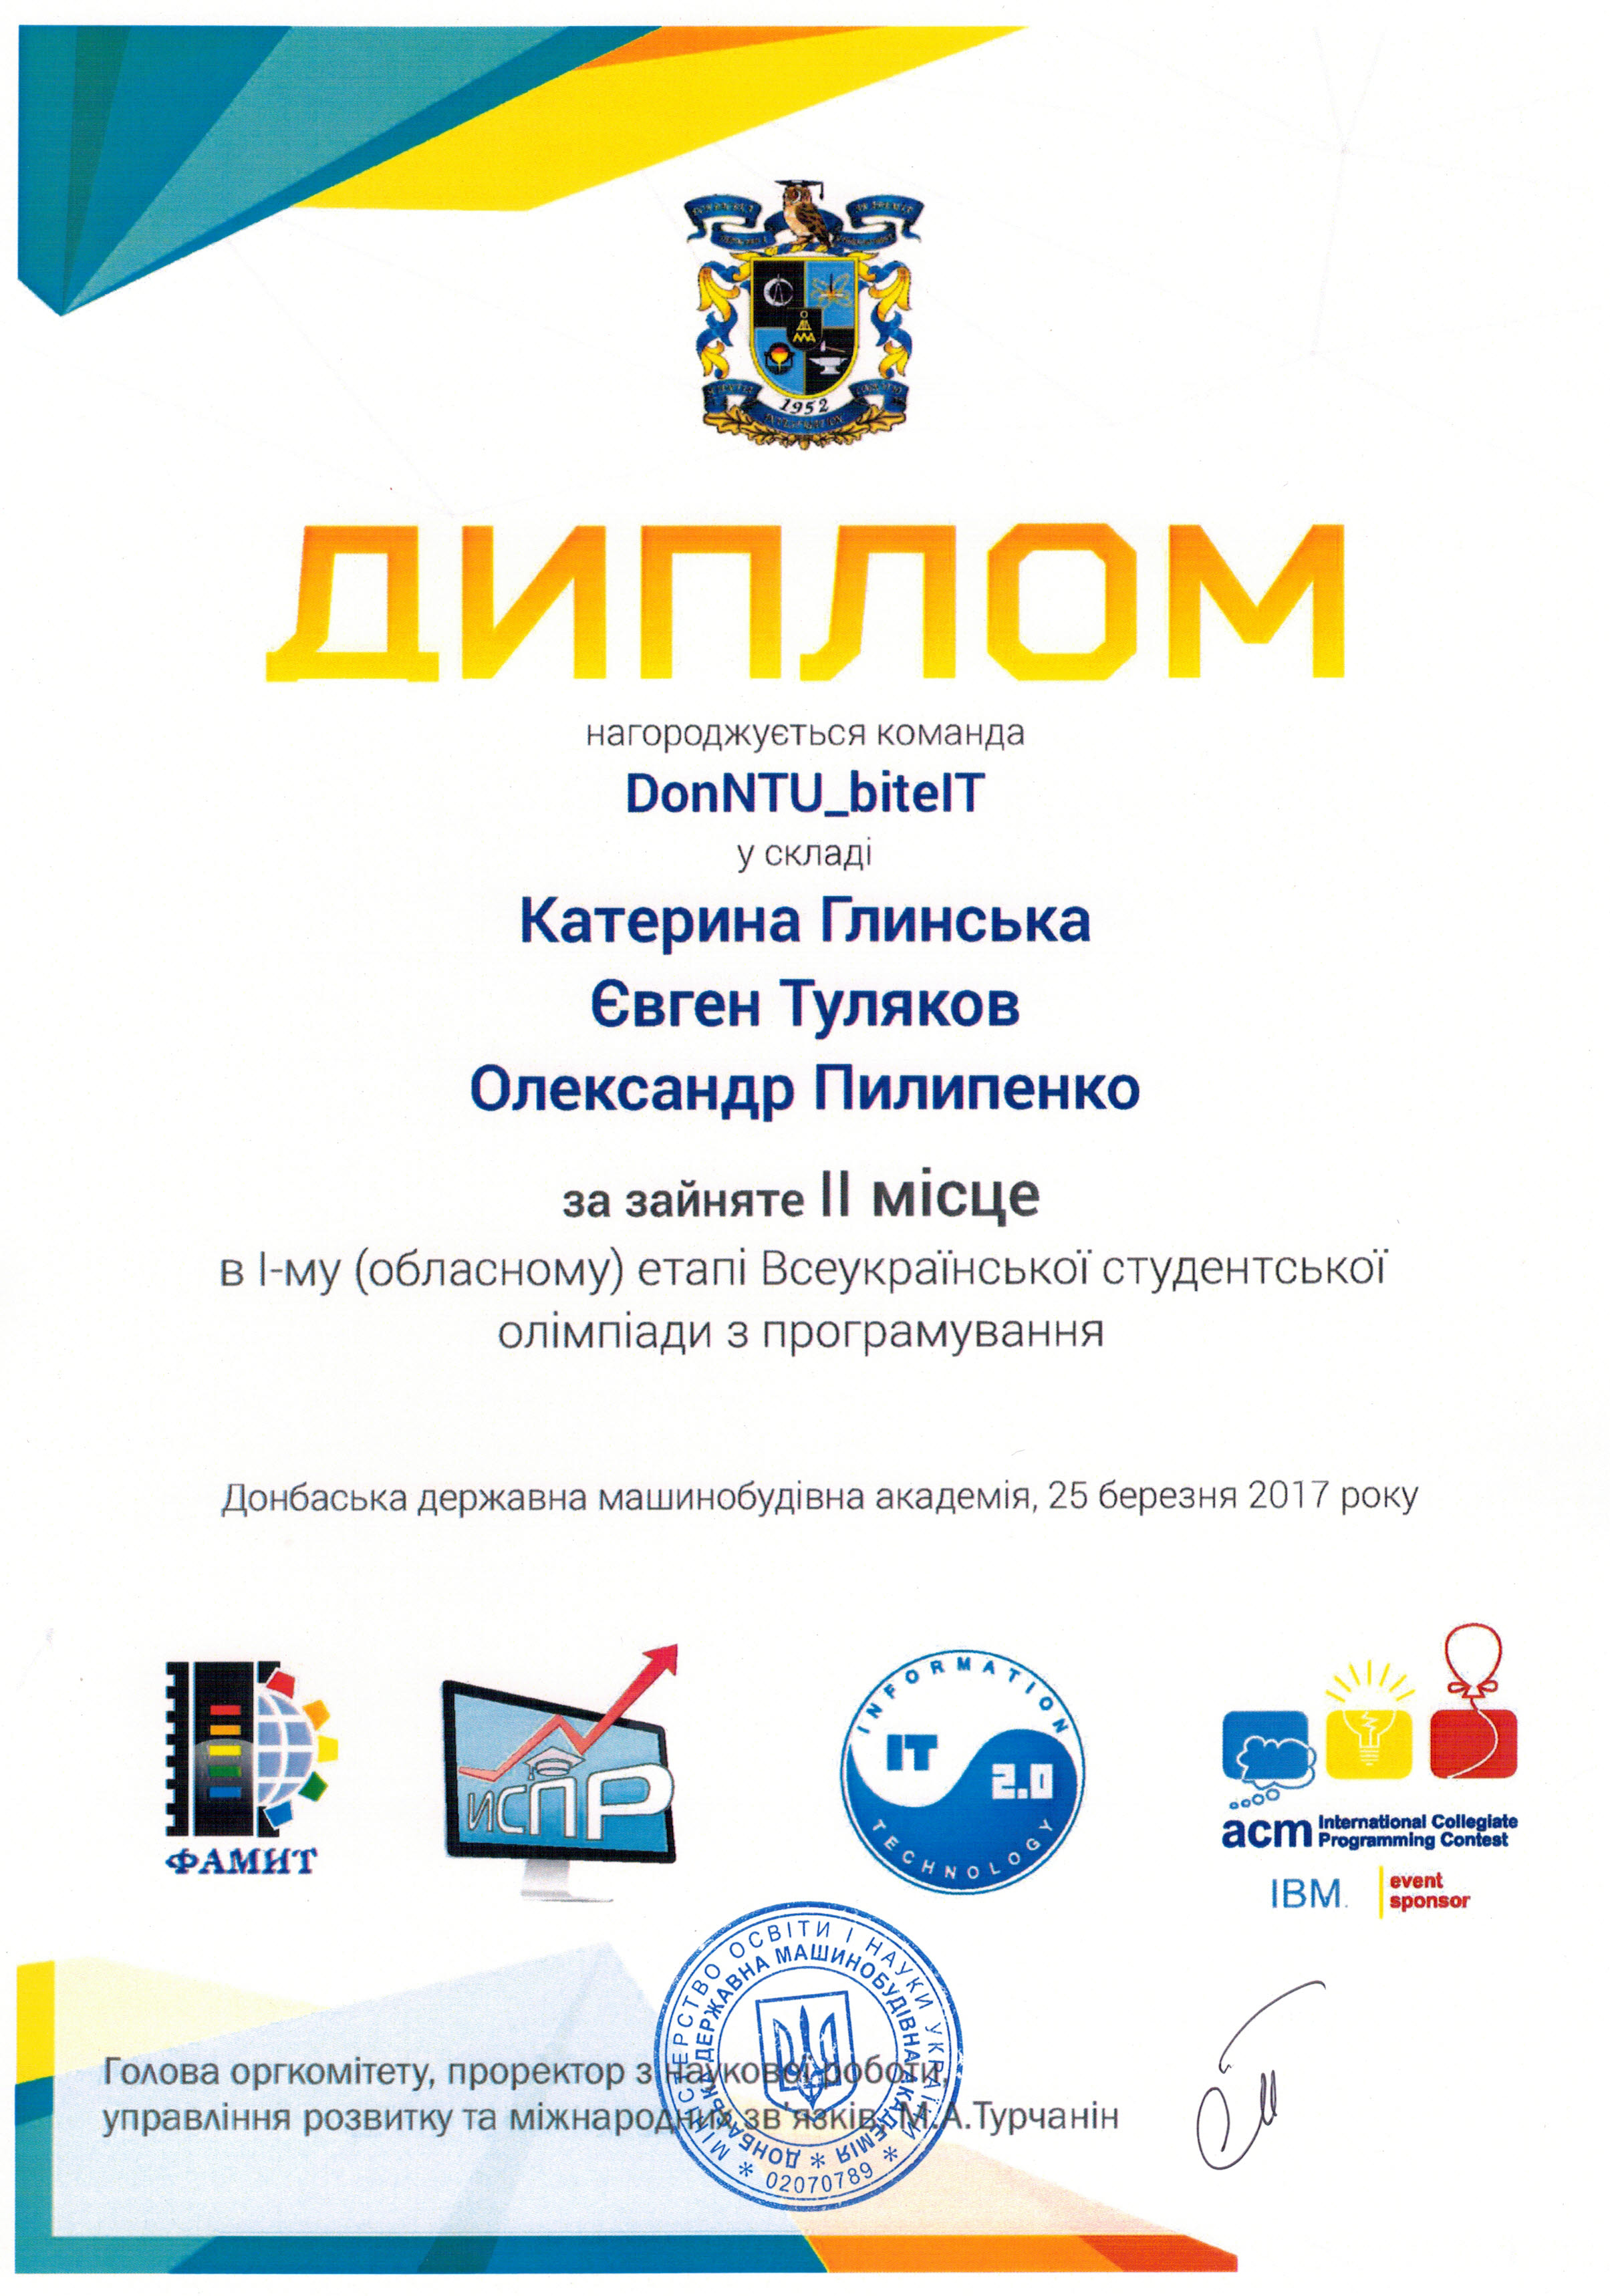 1952
ДИПЛОМ
нагороджується команда
DonNTU_biteIT
у складі
Катерина Глинська
Євген Туляков
Олександр Пилипенко
за зайняте II місце
в I-му (обласному) етапі Всеукраїнської студентської
олімпіади з програмування
Донбаська державна машинобудівна академія, 25 березня 2017 року
ФАМИТ
ИСПР
INFORMATION
IT 2.0
TECHNOLOGY
acm International Collegiate
Programming Contest
IBM. event
sponsor
МІНІСТЕРСТВО ОСВІТИ І НАУКИ УКРАЇНИ
ДОНБАСЬКА ДЕРЖАВНА МАШИНОБУДІВНА АКАДЕМІЯ
* 02070789 *
Голова оргкомітету, проректор з наукової роботи,
управління розвитку та міжнародних зв'язків, М.А.Турчанін